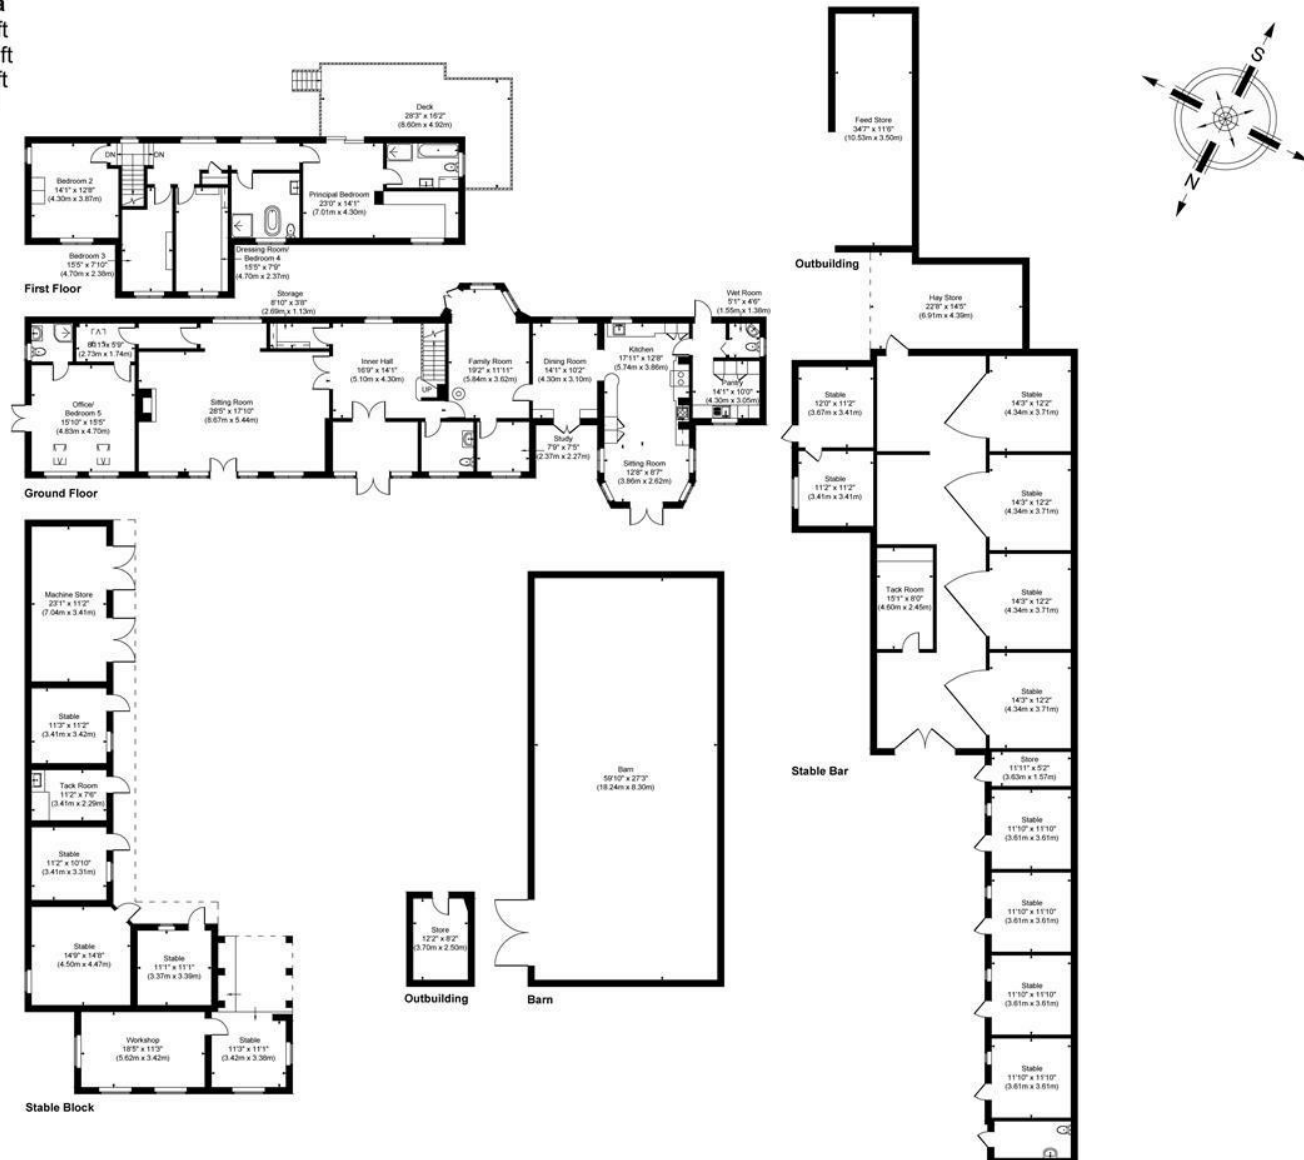 a
ft
ft
ft
S
N
Deck
28'3" x 16'2"
(8.60m x 4.92m)
DN
DN
Bedroom 2
14'1" x 12'8"
(4.30m x 3.87m)
Principal Bedroom
23'0" x 14'1"
(7.01m x 4.30m)
Bedroom 3
15'5" x 7'10"
(4.70m x 2.38m)
Dressing Room/
Bedroom 4
15'5" x 7'9"
(4.70m x 2.37m)
First Floor
Storage
8'10" x 3'8"
(2.69m x 1.13m)
Wet Room
5'1" x 4'6"
(1.55m x 1.38m)
(2.73m x 1.74m)
Inner Hall
16'9" x 14'1"
(5.10m x 4.30m)
UP
Family Room
19'2" x 11'11"
(5.84m x 3.62m)
Dining Room
14'1" x 10'2"
(4.30m x 3.10m)
Kitchen
17'11" x 12'8"
(5.74m x 3.86m)
Pantry
14'1" x 10'0"
(4.30m x 3.05m)
Office/
Bedroom 5
15'10" x 15'5"
(4.83m x 4.70m)
Sitting Room
28'5" x 17'10"
(8.67m x 5.44m)
Study
7'9" x 7'5"
(2.37m x 2.27m)
Sitting Room
12'8" x 8'7"
(3.86m x 2.62m)
Ground Floor
Machine Store
23'1" x 11'2"
(7.04m x 3.41m)
Stable
11'3" x 11'2"
(3.41m x 3.42m)
Tack Room
11'2" x 7'6"
(3.41m x 2.29m)
Stable
11'2" x 10'10"
(3.41m x 3.31m)
Stable
14'9" x 14'8"
(4.50m x 4.47m)
Stable
11'1" x 11'1"
(3.37m x 3.39m)
Workshop
18'5" x 11'3"
(5.62m x 3.42m)
Stable
11'3" x 11'1"
(3.42m x 3.38m)
Stable Block
Store
12'2" x 8'2"
(3.70m x 2.50m)
Outbuilding
Barn
59'10" x 27'3"
(18.24m x 8.30m)
Barn
Feed Store
34'7" x 11'6"
(10.53m x 3.50m)
Outbuilding
Hay Store
22'8" x 14'5"
(6.91m x 4.39m)
Stable
12'0" x 11'2"
(3.67m x 3.41m)
Stable
11'2" x 11'2"
(3.41m x 3.41m)
Stable
14'3" x 12'2"
(4.34m x 3.71m)
Stable
14'3" x 12'2"
(4.34m x 3.71m)
Tack Room
15'1" x 8'0"
(4.60m x 2.45m)
Stable
14'3" x 12'2"
(4.34m x 3.71m)
Stable
14'3" x 12'2"
(4.34m x 3.71m)
Stable Bar
Store
11'11" x 5'2"
(3.63m x 1.57m)
Stable
11'10" x 11'10"
(3.61m x 3.61m)
Stable
11'10" x 11'10"
(3.61m x 3.61m)
Stable
11'10" x 11'10"
(3.61m x 3.61m)
Stable
11'10" x 11'10"
(3.61m x 3.61m)